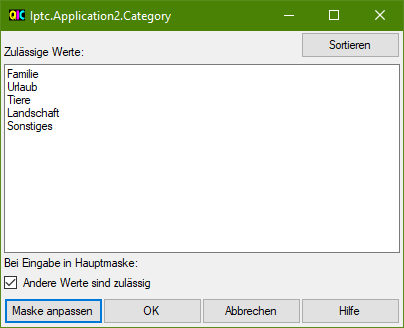 QIC Iptc.Application2.Category
Sortieren
Zulässige Werte:
Familie
Urlaub
Tiere
Landschaft
Sonstiges
Bei Eingabe in Hauptmaske:
Andere Werte sind zulässig
Maske anpassen OK Abbrechen Hilfe